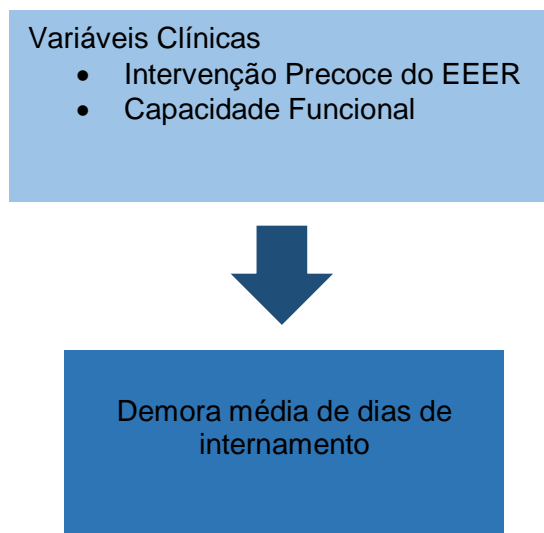 Variáveis Clínicas
• Intervenção Precoce do EEER
• Capacidade Funcional
Demora média de dias de
internamento